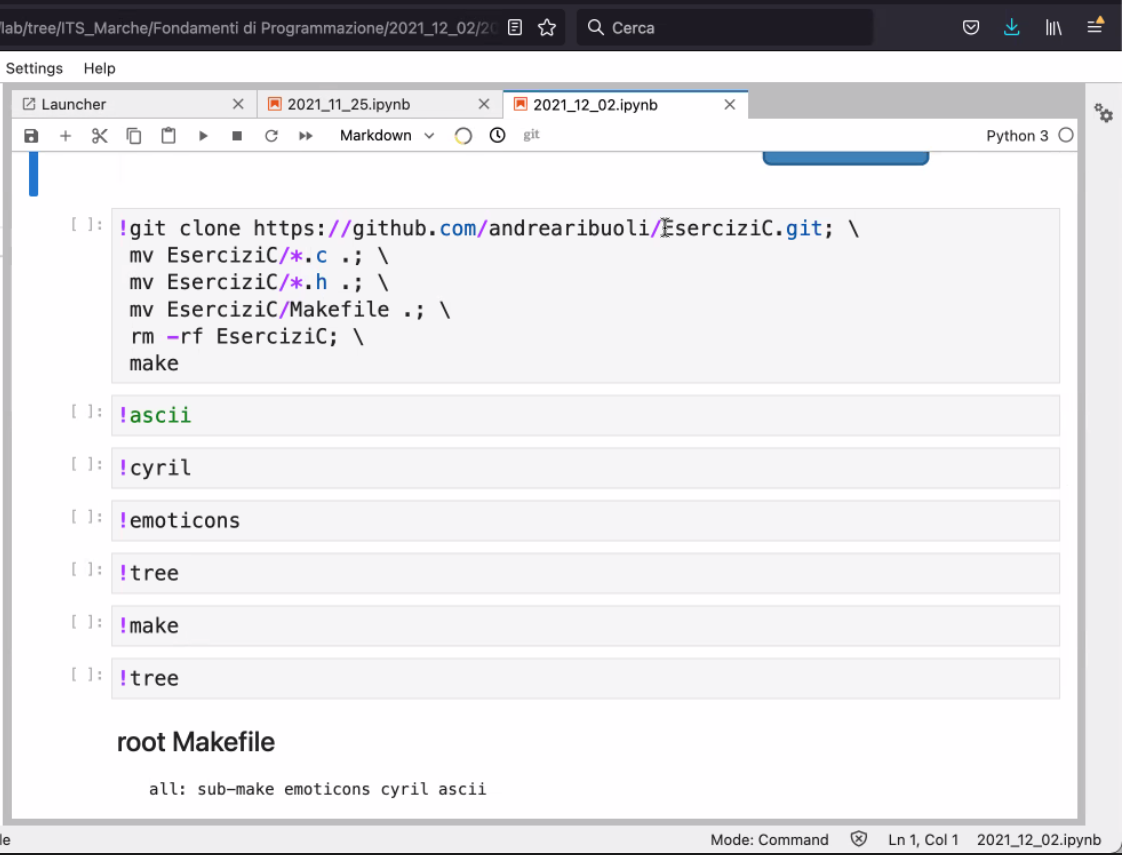 /lab/tree/ITS_Marche/Fondamenti di Programmazione/2021_12_02/20
Cerca
Settings Help
Launcher
2021_11_25.ipynb
2021_12_02.ipynb
Markdown
git
Python 3
[ ]:
!git clone https://github.com/andrearibuoli/EserciziC.git; \
mv EserciziC/*.c .; \
mv EserciziC/*.h .; \
mv EserciziC/Makefile .; \
rm -rf EserciziC; \
make
[ ]: !ascii
[ ]: !cyril
[ ]: !emoticons
[ ]: !tree
[ ]: !make
[ ]: !tree
root Makefile
all: sub-make emoticons cyril ascii
le
Mode: Command
Ln 1, Col 1
2021_12_02.ipynb